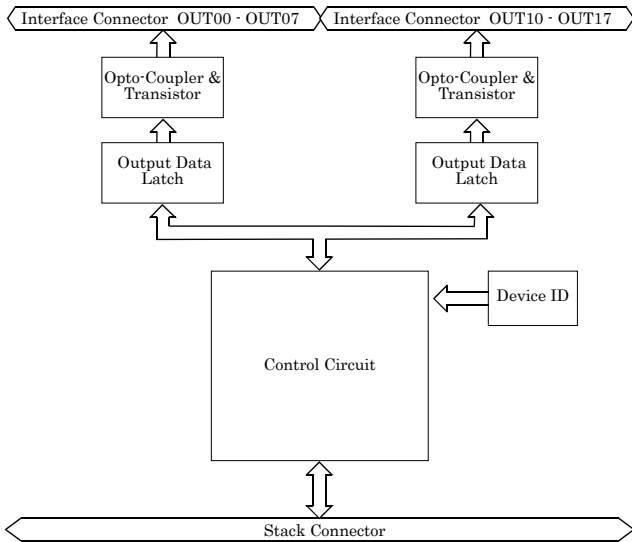 Interface Connector OUT00 - OUT07
Interface Connector OUT10 - OUT17
Opto-Coupler &
Transistor
Opto-Coupler &
Transistor
Output Data
Latch
Output Data
Latch
Device ID
Control Circuit
Stack Connector